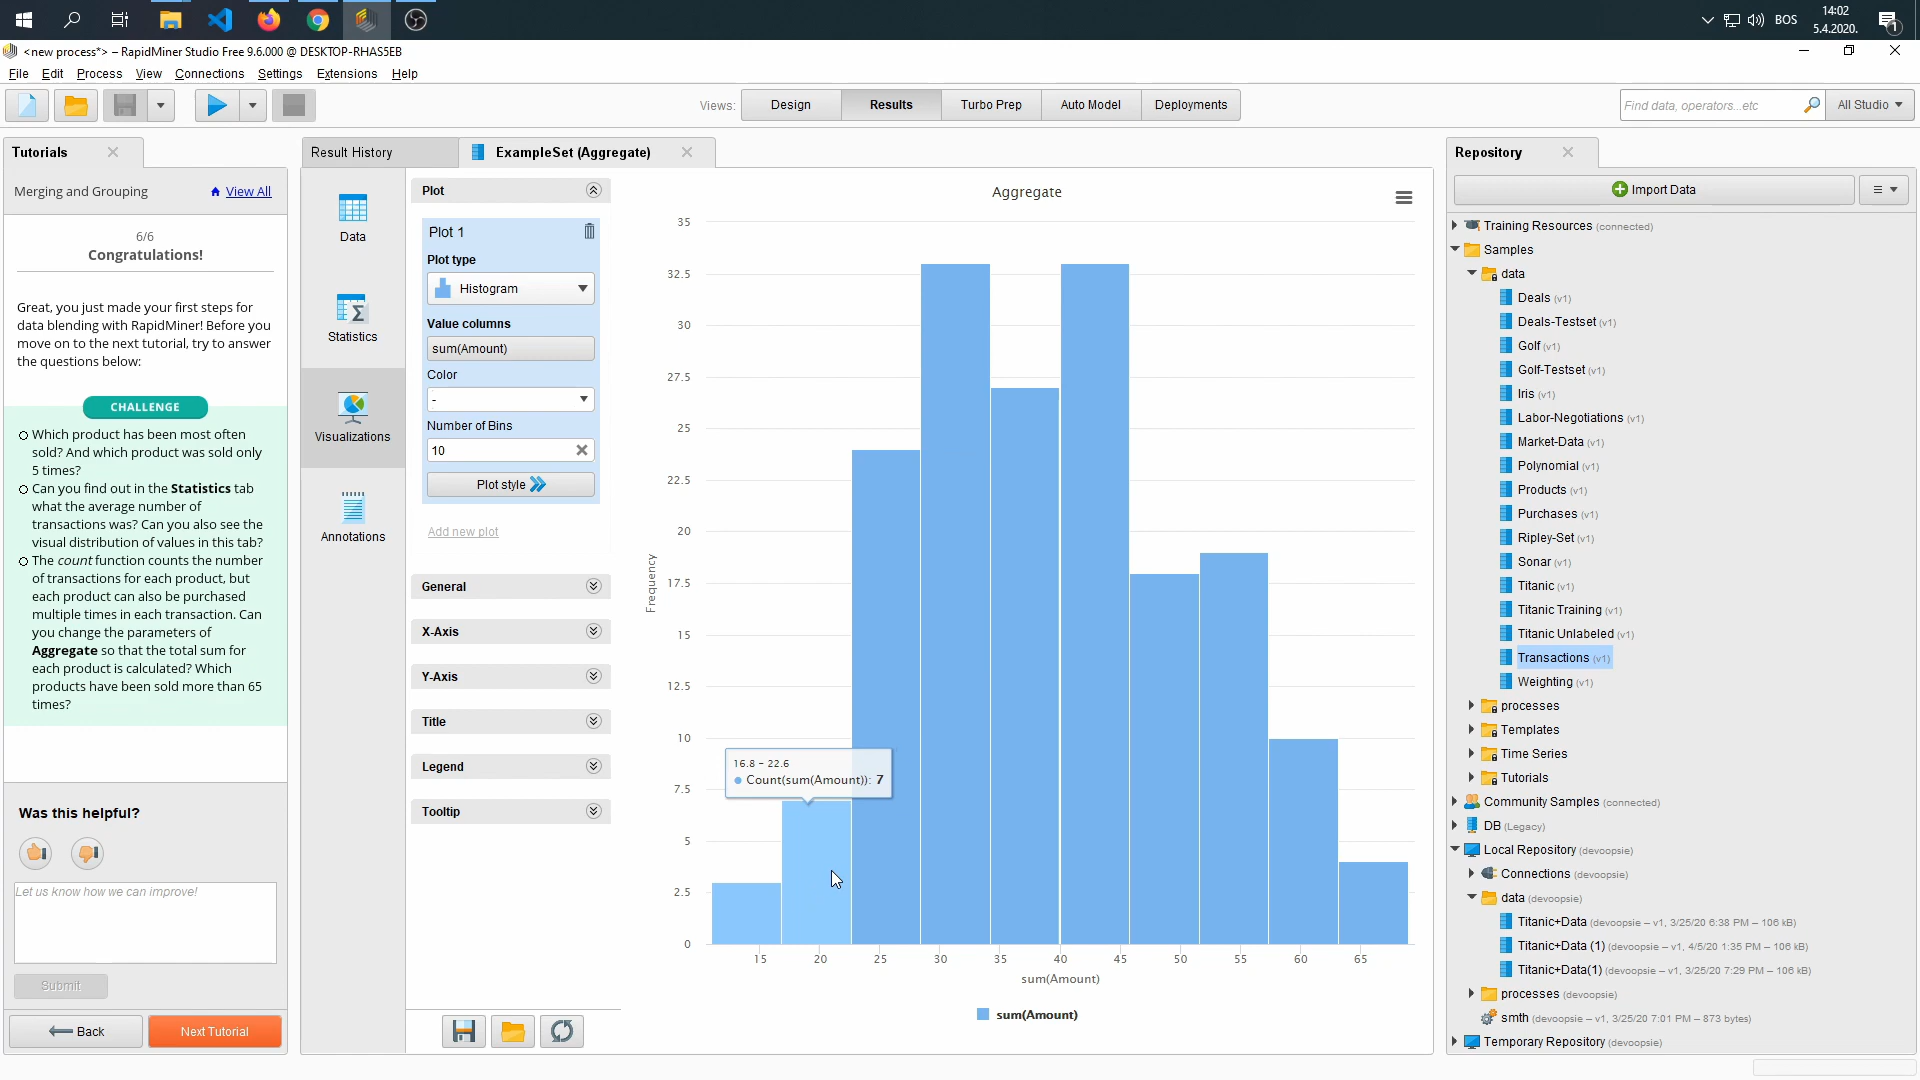 BOS
14:02
5.4.2020.
1
<new process*> – RapidMiner Studio Free 9.6.000 @ DESKTOP-RHAS5EB
File Edit Process View Connections Settings Extensions Help
Views:
Design
Results
Turbo Prep
Auto Model
Deployments
Find data, operators...etc
All Studio
Tutorials
Merging and Grouping
View All
6/6
Congratulations!
Great, you just made your first steps for
data blending with RapidMiner! Before you
move on to the next tutorial, try to answer
the questions below:
CHALLENGE
Which product has been most often
sold? And which product was sold only
5 times?
Can you find out in the Statistics tab
what the average number of
transactions was? Can you also see the
visual distribution of values in this tab?
The count function counts the number
of transactions for each product, but
each product can also be purchased
multiple times in each transaction. Can
you change the parameters of
Aggregate so that the total sum for
each product is calculated? Which
products have been sold more than 65
times?
Was this helpful?
Let us know how we can improve!
Submit
Back
Next Tutorial
Result History
ExampleSet (Aggregate)
Data
Statistics
Visualizations
Annotations
Plot
Plot 1
Plot type
Histogram
Value columns
sum(Amount)
Color
-
Number of Bins
10
Plot style
Add new plot
General
X-Axis
Y-Axis
Title
Legend
Tooltip
Aggregate
35
32.5
30
27.5
25
22.5
20
17.5
15
12.5
10
7.5
5
2.5
0
Frequency
16.8 – 22.6
Count(sum(Amount)): 7
15 20 25 30 35 40 45 50 55 60 65
sum(Amount)
sum(Amount)
Repository
Import Data
Training Resources (connected)
Samples
data
Deals (v1)
Deals-Testset (v1)
Golf (v1)
Golf-Testset (v1)
Iris (v1)
Labor-Negotiations (v1)
Market-Data (v1)
Polynomial (v1)
Products (v1)
Purchases (v1)
Ripley-Set (v1)
Sonar (v1)
Titanic (v1)
Titanic Training (v1)
Titanic Unlabeled (v1)
Transactions (v1)
Weighting (v1)
processes
Templates
Time Series
Tutorials
Community Samples (connected)
DB (Legacy)
Local Repository (devoopsie)
Connections (devoopsie)
data (devoopsie)
Titanic+Data (devoopsie – v1, 3/25/20 6:38 PM – 106 kB)
Titanic+Data (1) (devoopsie – v1, 4/5/20 1:35 PM – 106 kB)
Titanic+Data(1) (devoopsie – v1, 3/25/20 7:29 PM – 106 kB)
processes (devoopsie)
smth (devoopsie – v1, 3/25/20 7:01 PM – 873 bytes)
Temporary Repository (devoopsie)